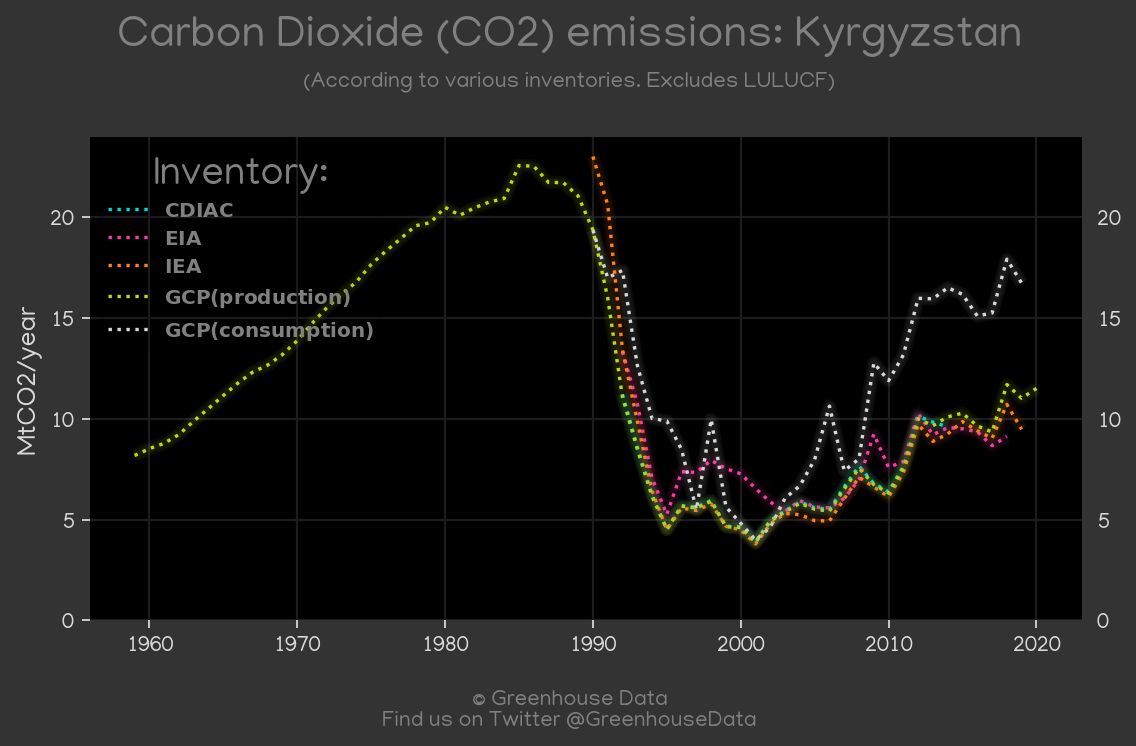 Carbon Dioxide (CO2) emissions: Kyrgyzstan
(According to various inventories. Excludes LULUCF)
Inventory:
CDIAC
EIA
IEA
GCP(production)
GCP(consumption)
MtCO2/year
20
15
10
5
0
20
15
10
5
0
1960 1970 1980 1990 2000 2010 2020
© Greenhouse Data
Find us on Twitter @GreenhouseData